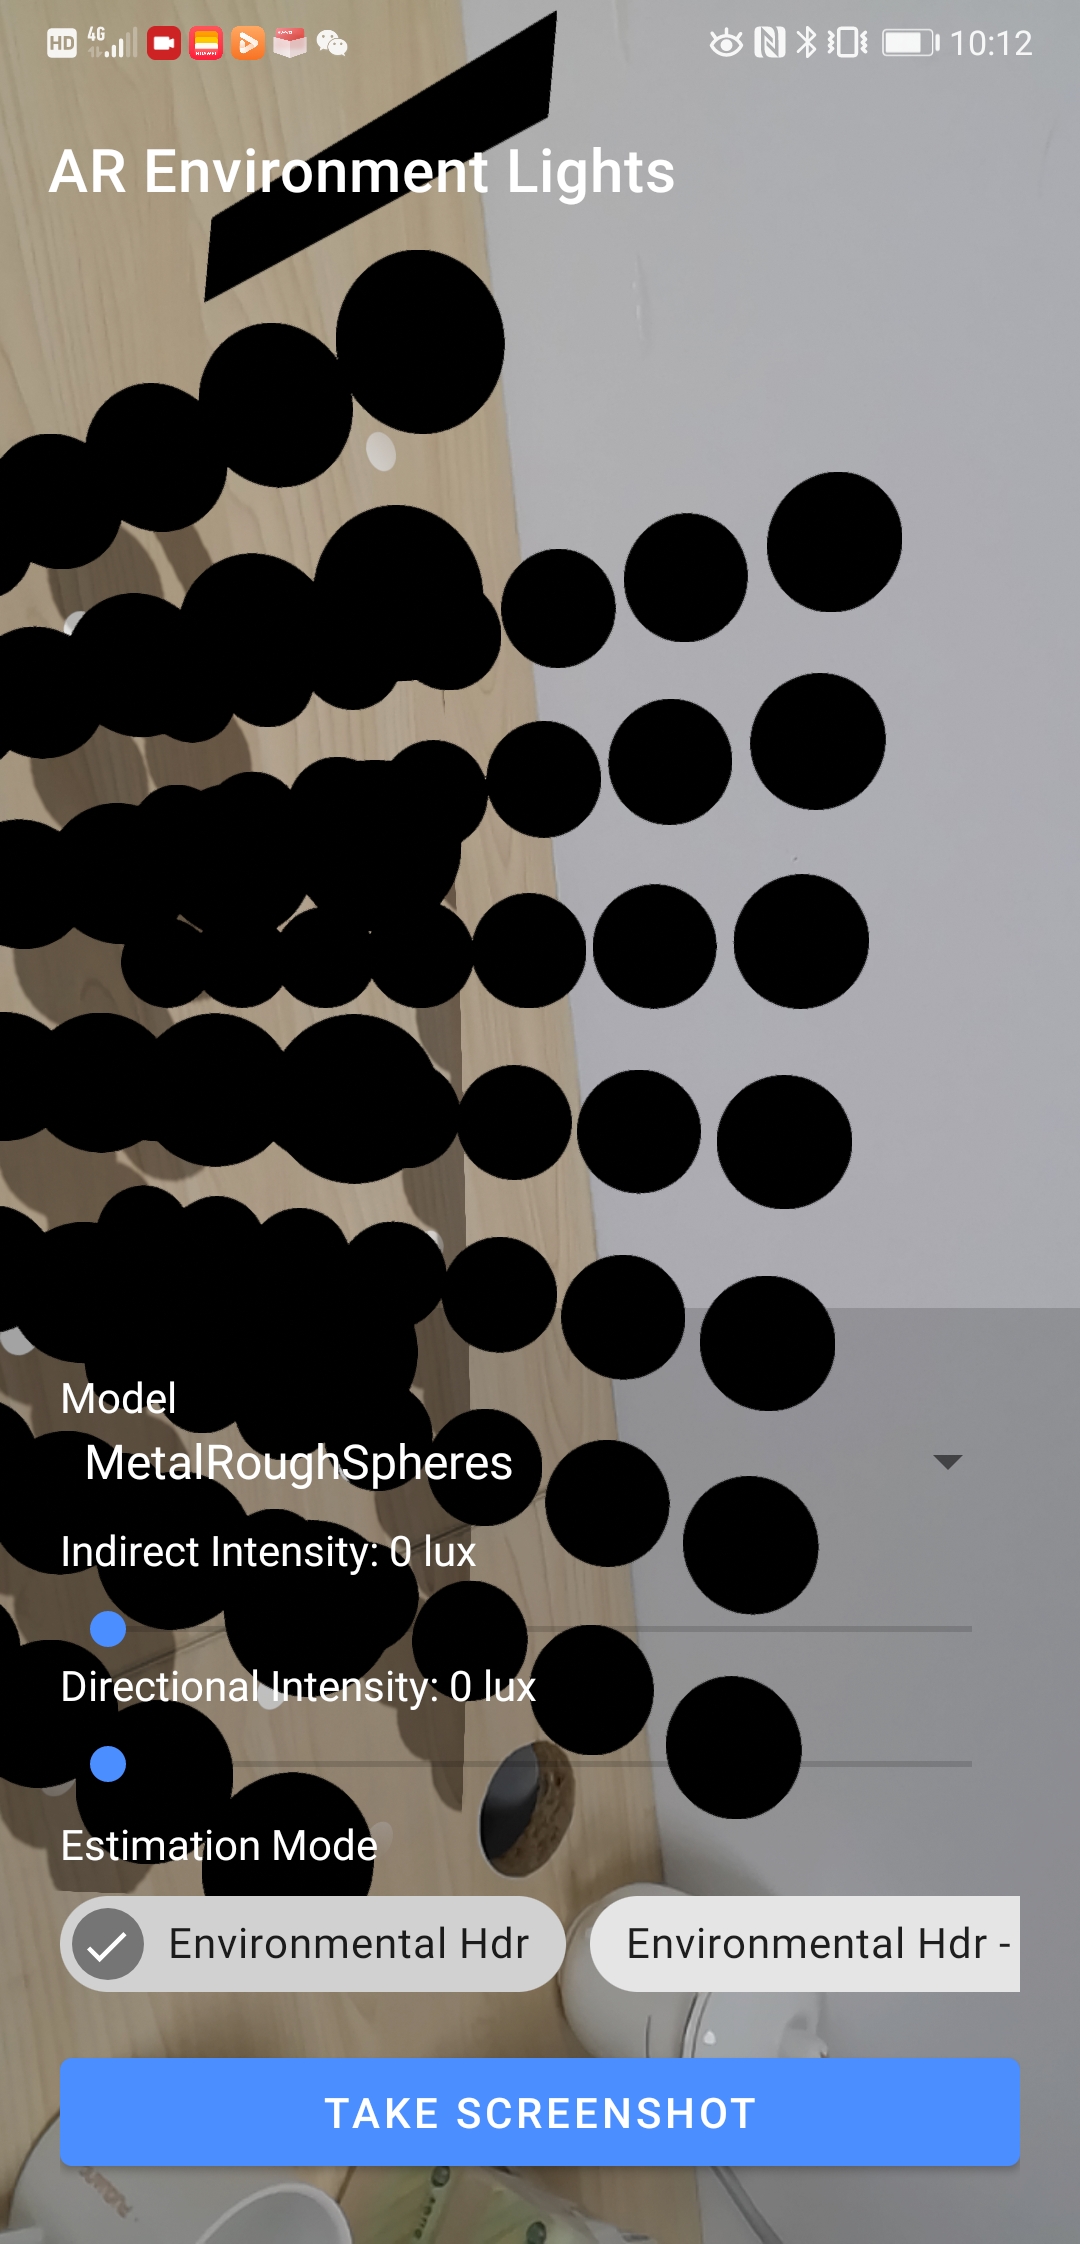 HD 4G 10:12
AR Environment Lights
Model
MetalRoughSpheres
Indirect Intensity: 0 lux
Directional Intensity: 0 lux
Estimation Mode
Environmental Hdr Environmental Hdr -
TAKE SCREENSHOT